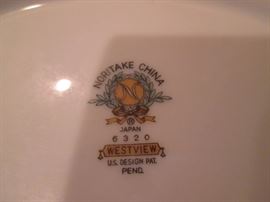 NORITAKE CHINA
N
®
JAPAN
6320
WESTVIEW
U.S. DESIGN PAT.
PEND.